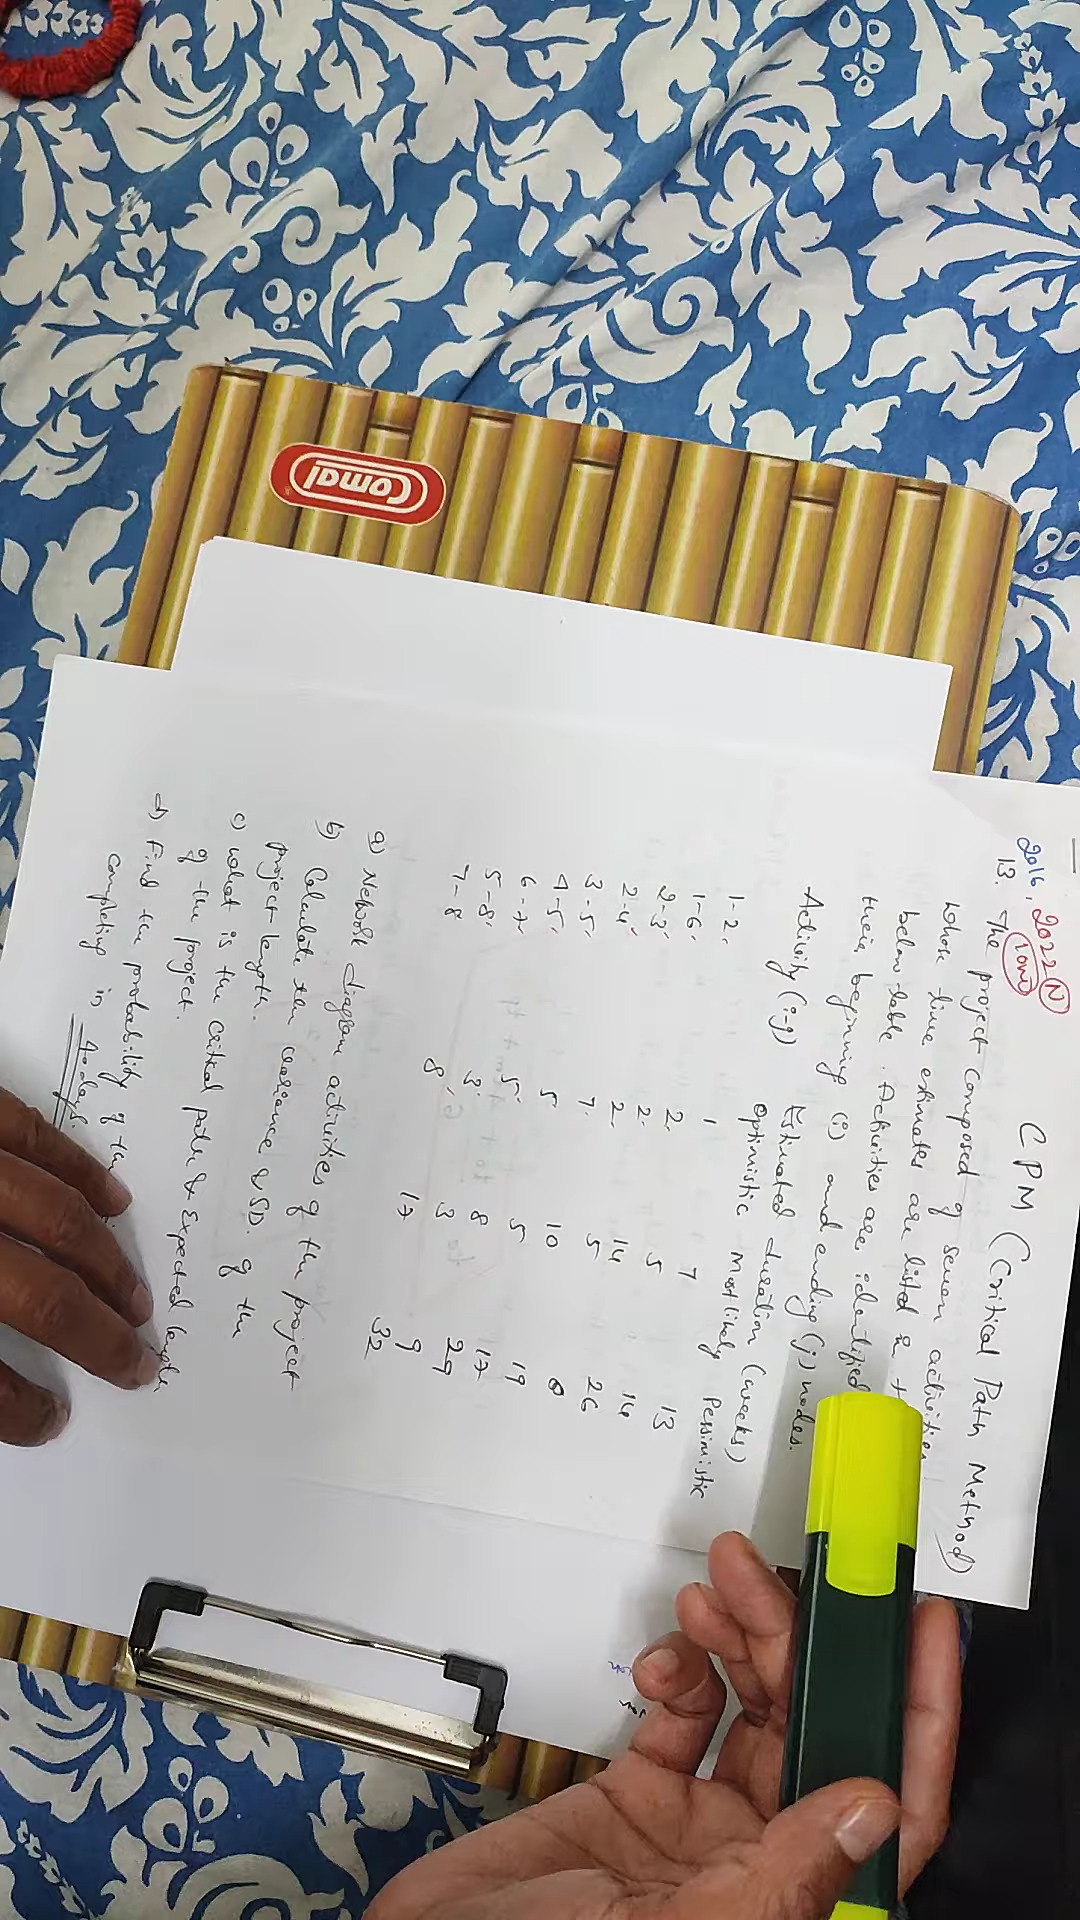 CPM (Critical Path Method)
2016, 2022 N
10M
13. The project composed of seven activities
whose time estimates are listed in
below table. Activities are identified
their beginning (i) and ending (j) nodes.
Activity (i-j) Estimated duration (weeks)
optimistic most likely Pessimistic
1-2 1 7 13
1-6 2 5 14
2-3 2 14 26
2-4 2 5 8
3-5 7 10 19
4-5 5 5 17
6-7 5 8 29
5-8 3 3 9
7-8 8 17 32
a) Network diagram activities of the project
b) Calculate the variance & SD. of the
project length.
c) what is the critical path & Expected length
of the project.
d) Find the probability of the
completing in 40 days.
Comal